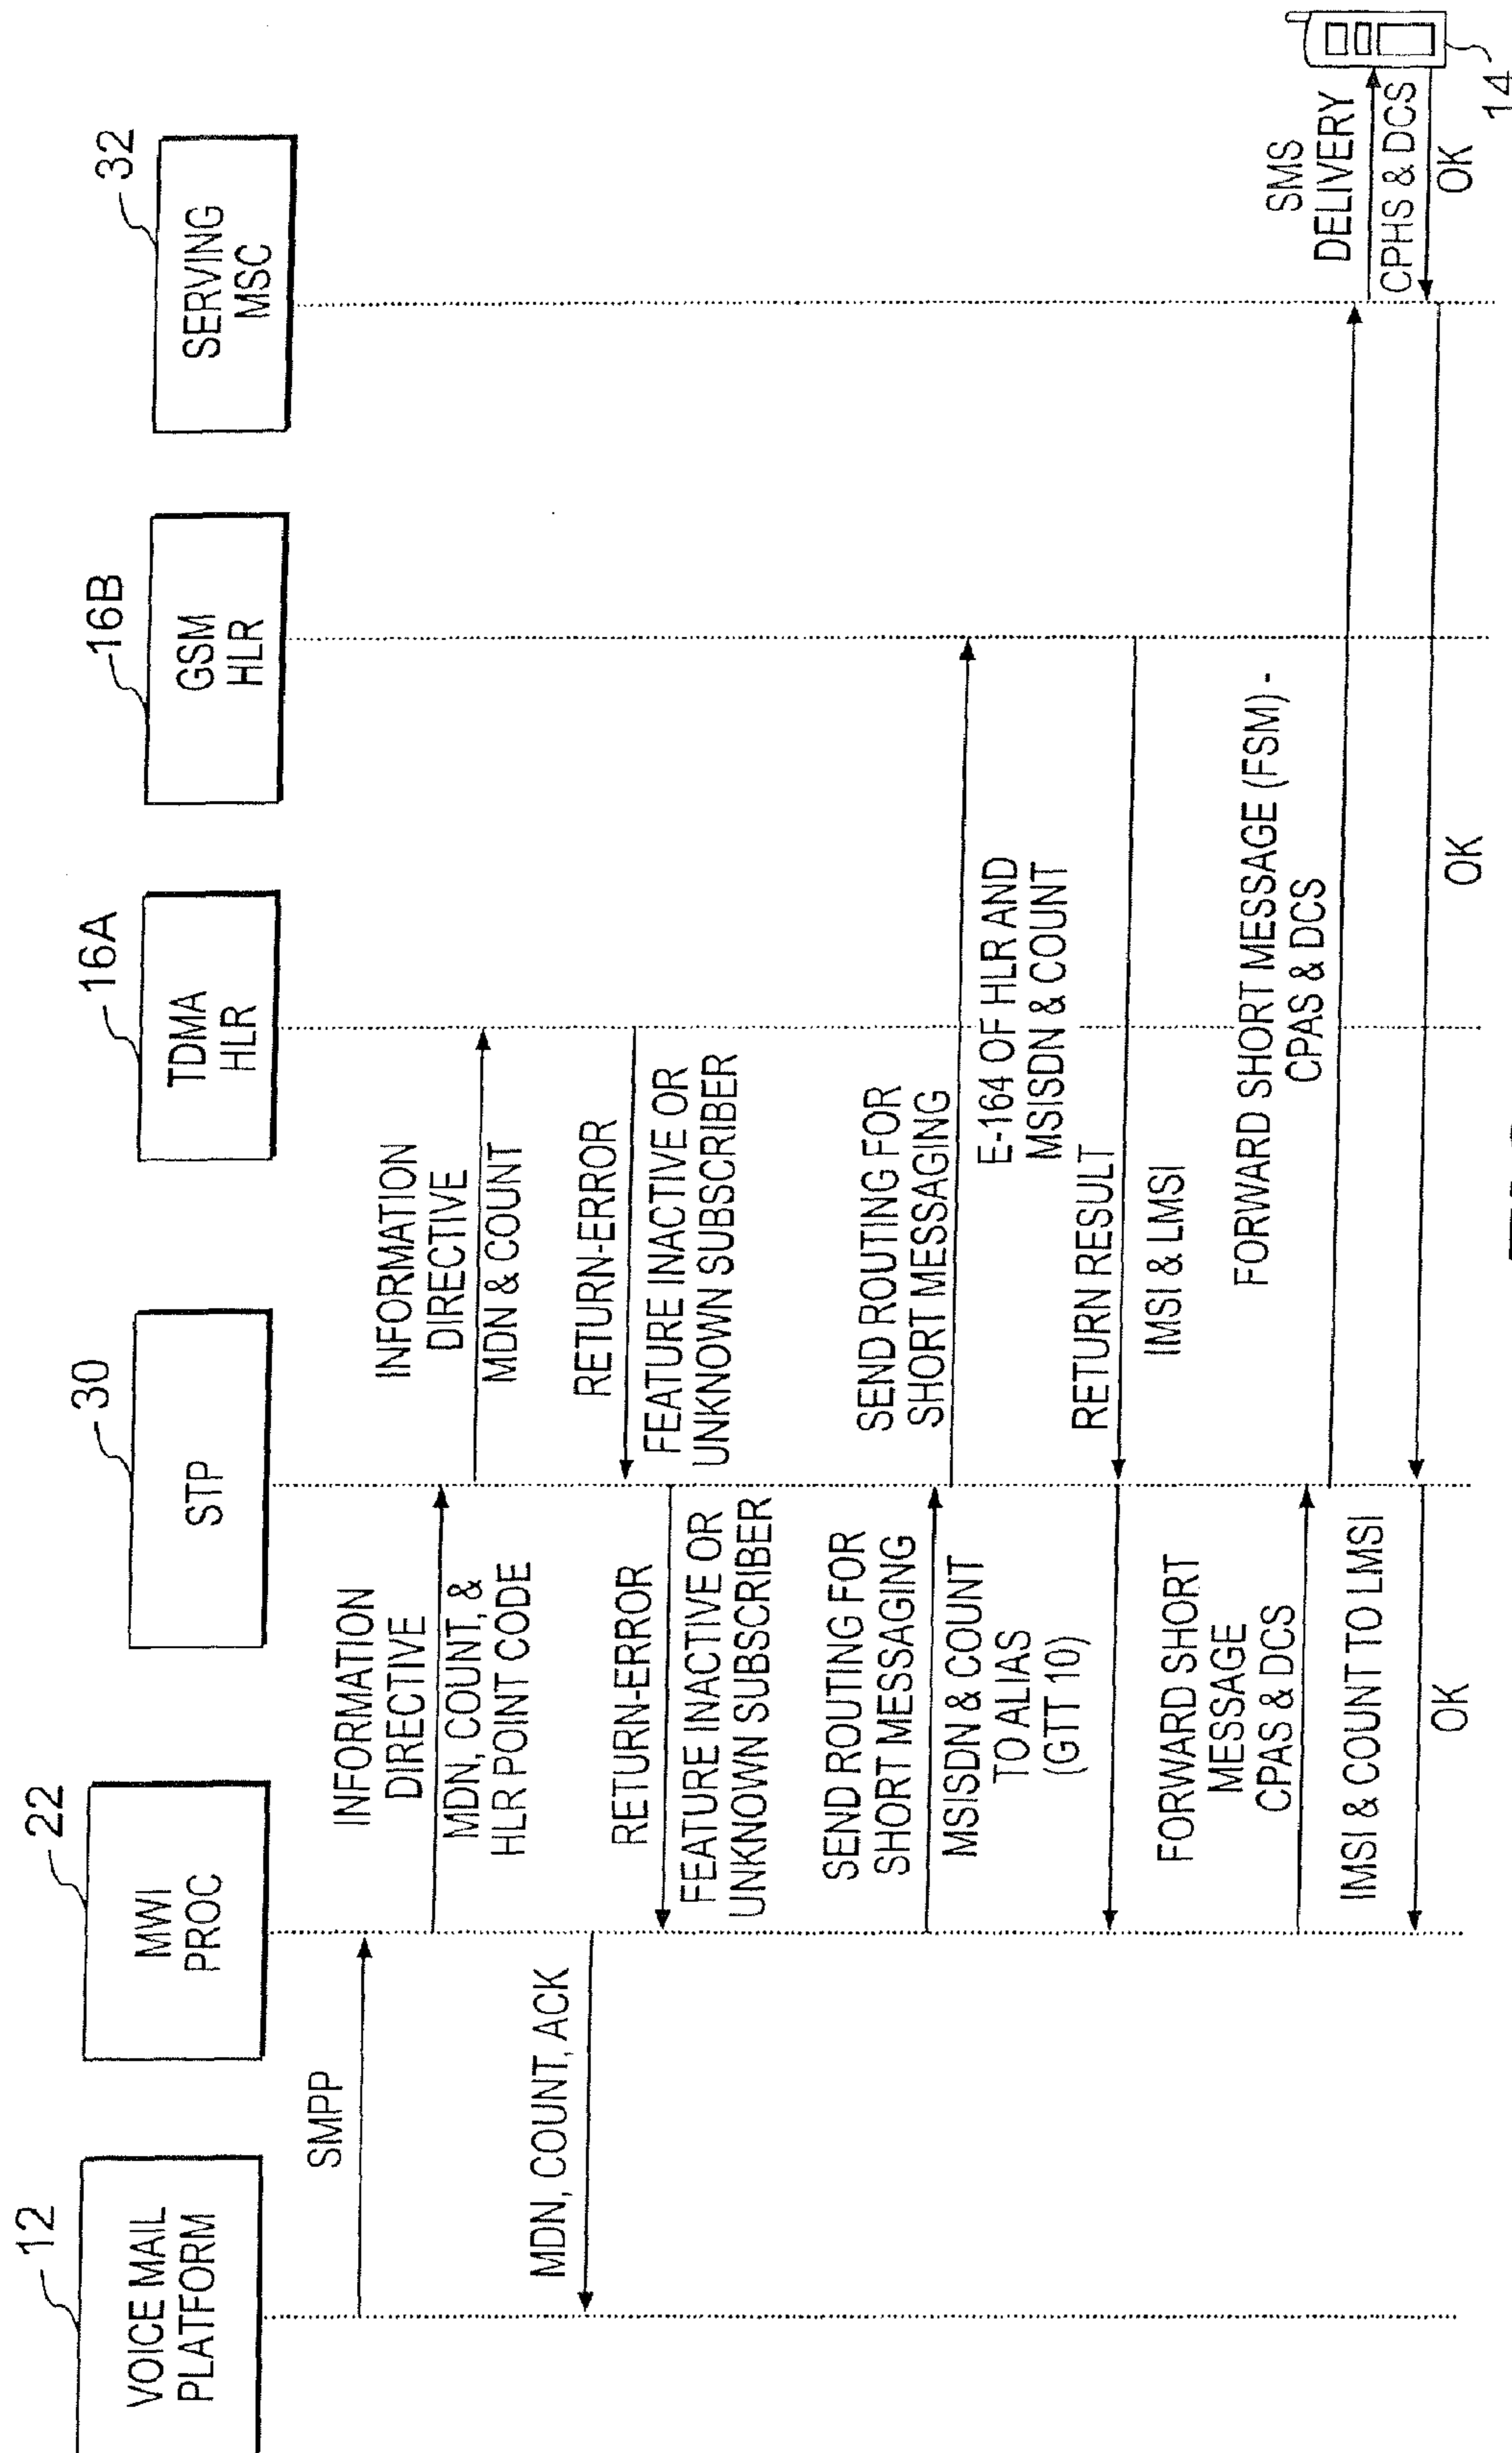 12
VOICE MAIL
PLATFORM
22
MWI
PROC
30
STP
16A
TDMA
HLR
16B
GSM
HLR
32
SERVING
MSC
SMPP
INFORMATION
DIRECTIVE
MDN, COUNT, &
HLR POINT CODE
INFORMATION
DIRECTIVE
MDN & COUNT
MDN, COUNT, ACK
RETURN-ERROR
FEATURE INACTIVE OR
UNKNOWN SUBSCRIBER
RETURN-ERROR
FEATURE INACTIVE OR
UNKNOWN SUBSCRIBER
SEND ROUTING FOR
SHORT MESSAGING
MSISDN & COUNT
TO ALIAS
(GTT 10)
SEND ROUTING FOR
SHORT MESSAGING
E-164 OF HLR AND
MSISDN & COUNT
RETURN RESULT
IMSI & LMSI
FORWARD SHORT
MESSAGE
CPAS & DCS
IMSI & COUNT TO LMSI
FORWARD SHORT MESSAGE (FSM) -
CPAS & DCS
SMS
DELIVERY
CPHS & DCS
OK
14
OK
OK